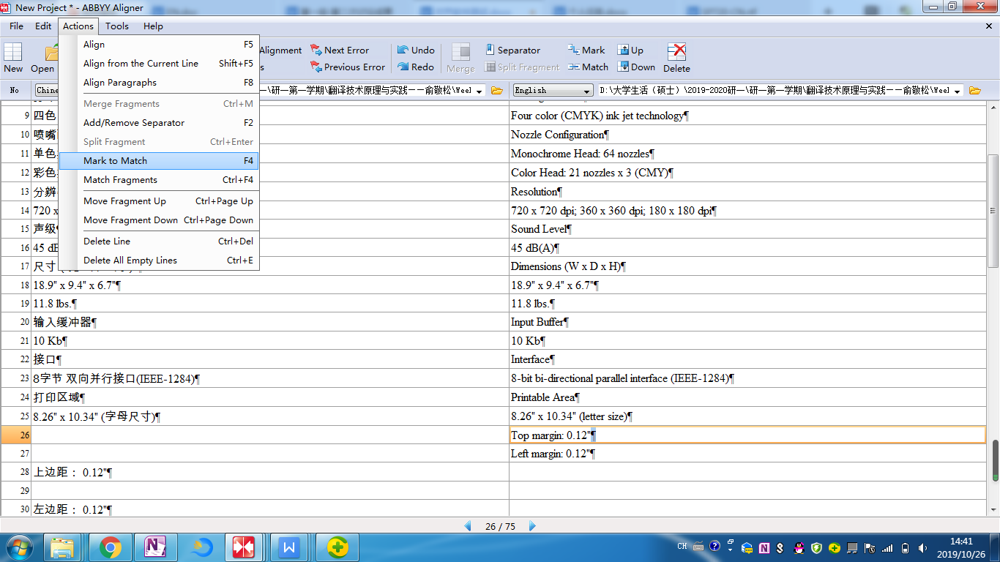 New Project * - ABBYY Aligner
File Edit Actions Tools Help
New Open Alignment Next Error Previous Error Undo Redo Merge Separator Split Fragment Mark Match Up Down Delete
Align F5
Align from the Current Line Shift+F5
Align Paragraphs F8
Merge Fragments Ctrl+M
Add/Remove Separator F2
Split Fragment Ctrl+Enter
Mark to Match F4
Match Fragments Ctrl+F4
Move Fragment Up Ctrl+Page Up
Move Fragment Down Ctrl+Page Down
Delete Line Ctrl+Del
Delete All Empty Lines Ctrl+E
No Chine 一\研一第一学期\翻译技术原理与实践——俞敬松\Weel English D:\大学生活（硕士）\2019-2020研一\研一第一学期\翻译技术原理与实践——俞敬松\Weel
9 四色 Four color (CMYK) ink jet technology¶
10 喷嘴 Nozzle Configuration¶
11 单色 Monochrome Head: 64 nozzles¶
12 彩色 Color Head: 21 nozzles x 3 (CMY)¶
13 分辨 Resolution¶
14 720 x 720 x 720 dpi; 360 x 360 dpi; 180 x 180 dpi¶
15 声级 Sound Level¶
16 45 dB 45 dB(A)¶
17 尺寸 Dimensions (W x D x H)¶
18 18.9" x 9.4" x 6.7"¶ 18.9" x 9.4" x 6.7"¶
19 11.8 lbs.¶ 11.8 lbs.¶
20 输入缓冲器¶ Input Buffer¶
21 10 Kb¶ 10 Kb¶
22 接口¶ Interface¶
23 8字节 双向并行接口(IEEE-1284)¶ 8-bit bi-directional parallel interface (IEEE-1284)¶
24 打印区域¶ Printable Area¶
25 8.26" x 10.34" (字母尺寸)¶ 8.26" x 10.34" (letter size)¶
26 Top margin: 0.12"¶
27 Left margin: 0.12"¶
28 上边距： 0.12"¶
29
30 左边距： 0.12"¶
26 / 75
CH 14:41
2019/10/26